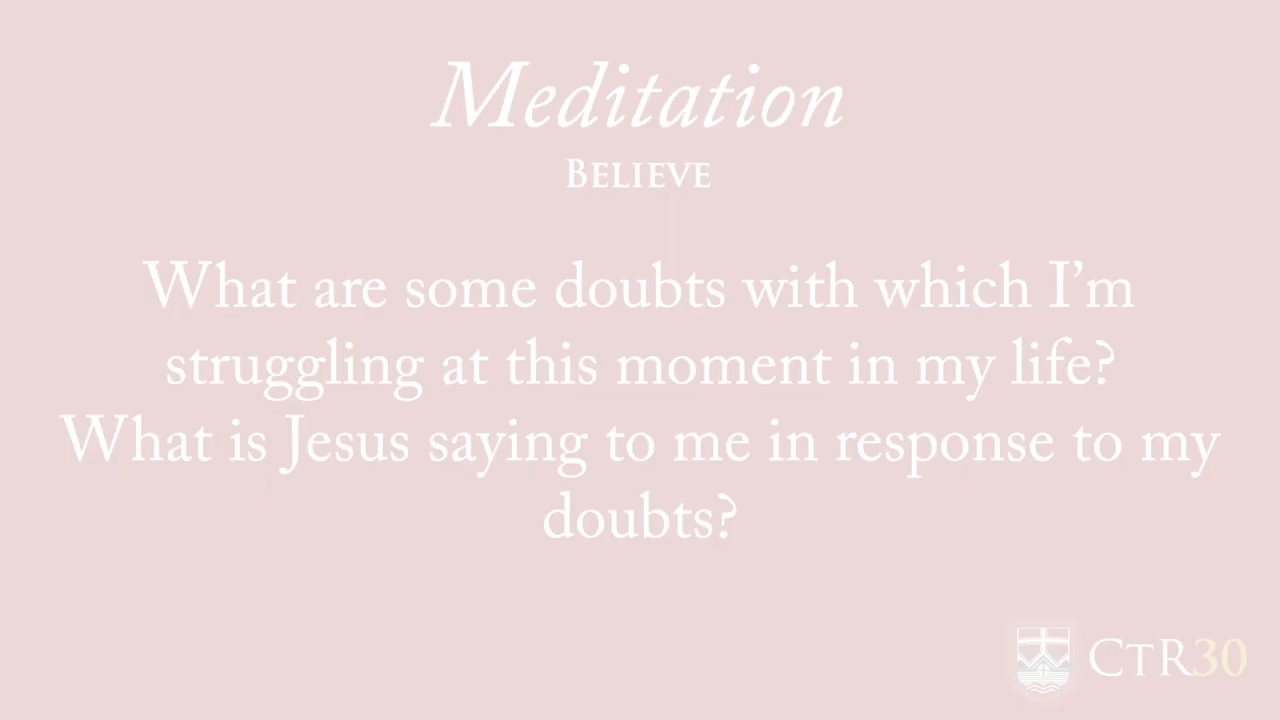 Meditation
BELIEVE
What are some doubts with which I’m
struggling at this moment in my life?
What is Jesus saying to me in response to my
doubts?
CTR30